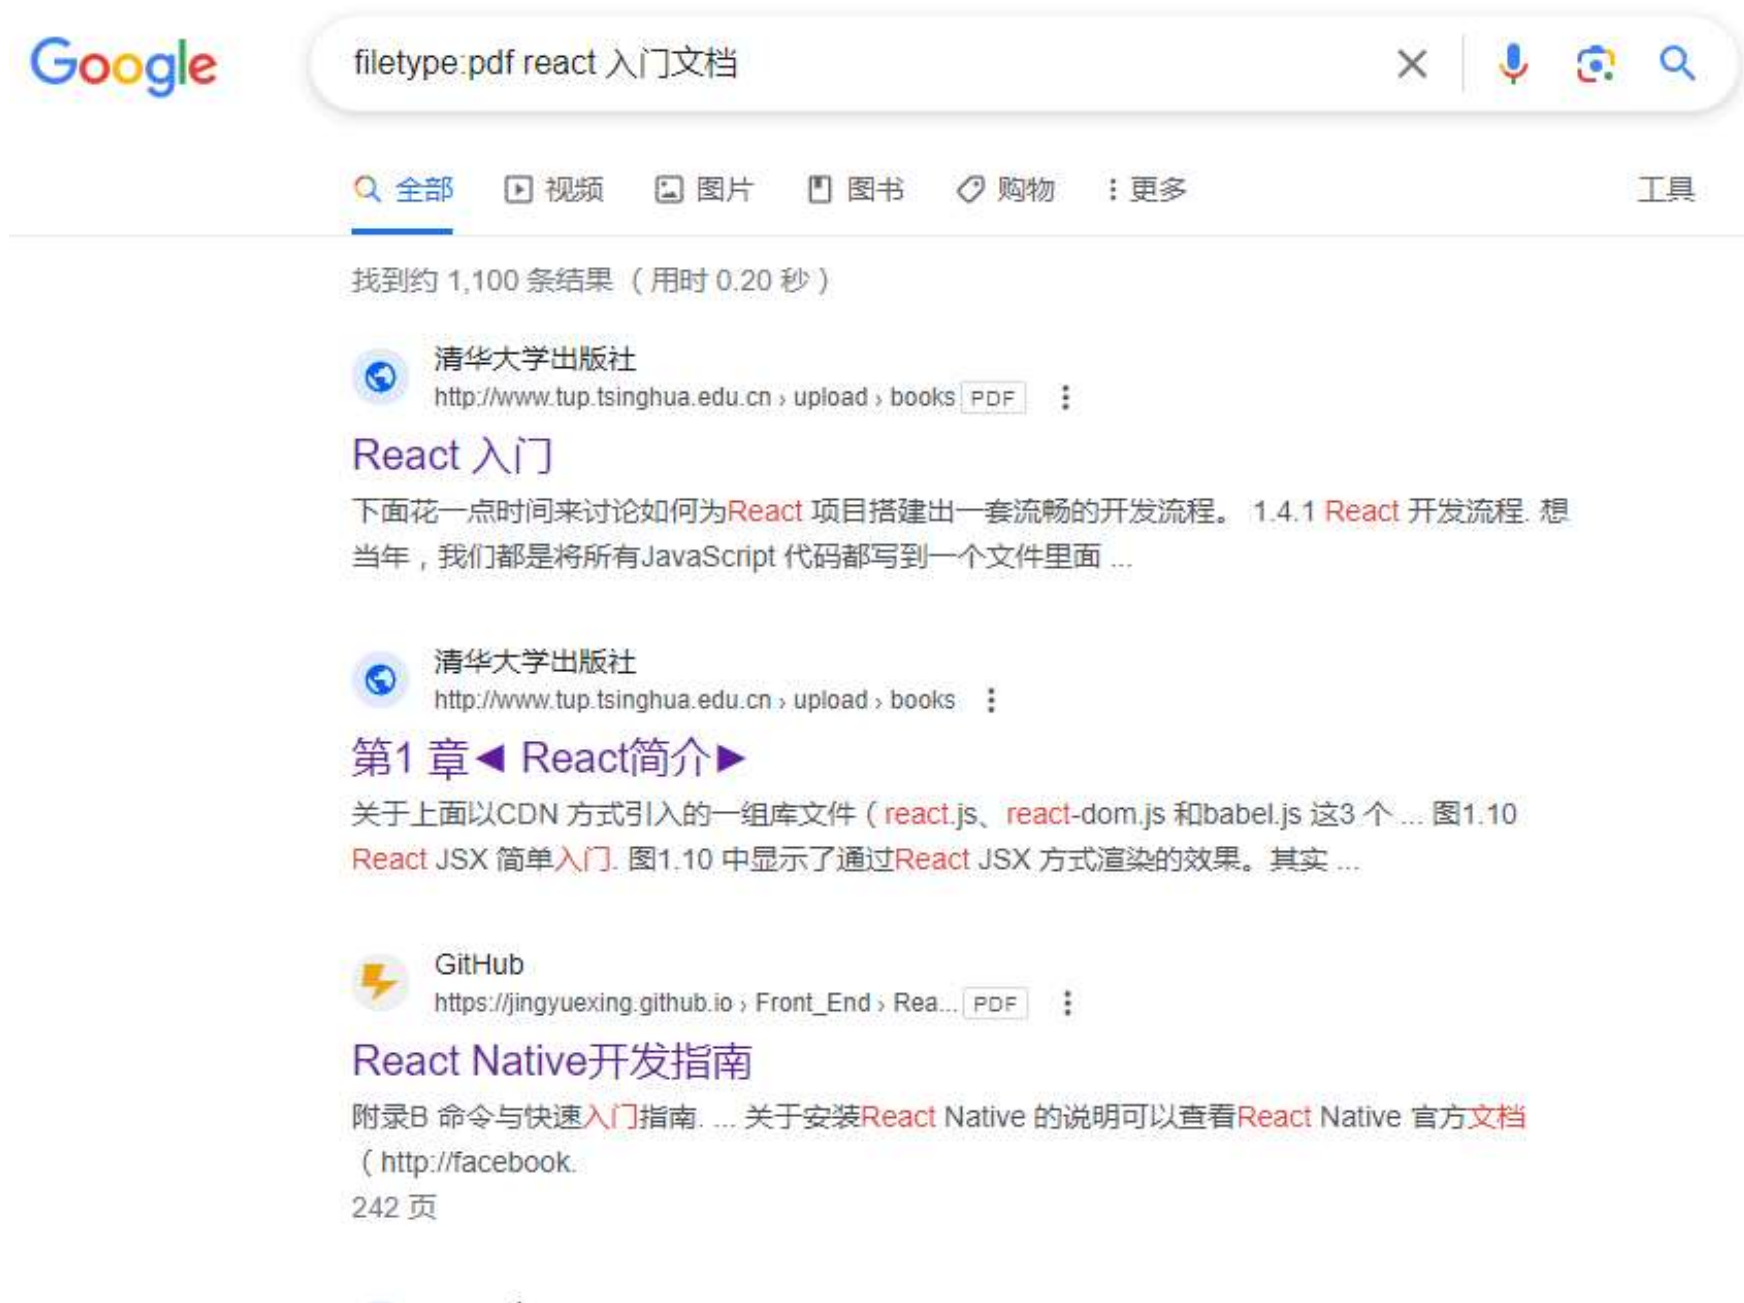 Google
filetype:pdf react 入门文档
全部 视频 图片 图书 购物 更多 工具
找到约 1,100 条结果 （用时 0.20 秒）
清华大学出版社
http://www.tup.tsinghua.edu.cn › upload › books PDF
React 入门
下面花一点时间来讨论如何为React 项目搭建出一套流畅的开发流程。 1.4.1 React 开发流程. 想
当年，我们都是将所有JavaScript 代码都写到一个文件里面 ...
清华大学出版社
http://www.tup.tsinghua.edu.cn › upload › books
第1 章◄ React简介►
关于上面以CDN 方式引入的一组库文件（react.js、react-dom.js 和babel.js 这3 个 ... 图1.10
React JSX 简单入门. 图1.10 中显示了通过React JSX 方式渲染的效果。其实 ...
GitHub
https://jingyuexing.github.io › Front_End › Rea... PDF
React Native开发指南
附录B 命令与快速入门指南. ... 关于安装React Native 的说明可以查看React Native 官方文档
（http://facebook.
242 页